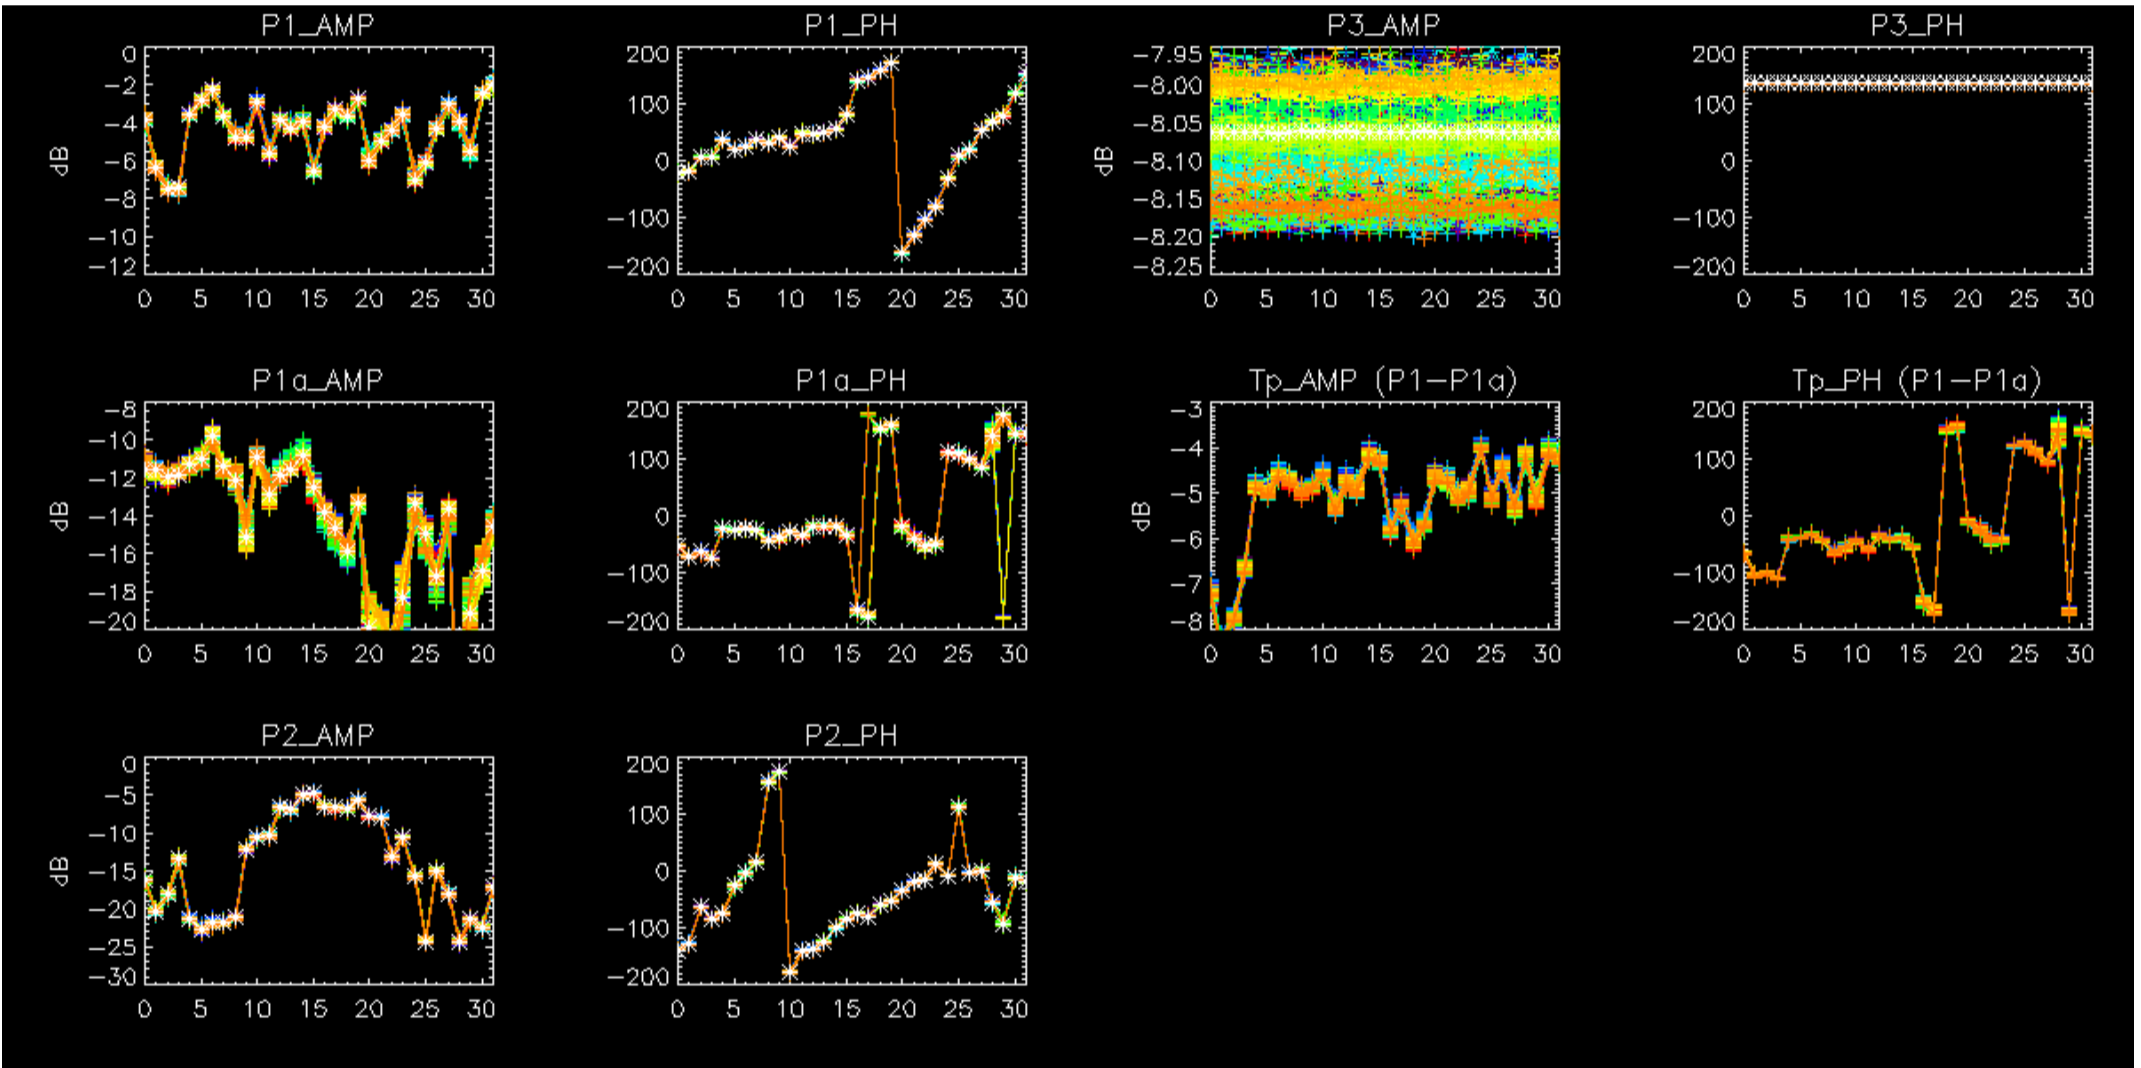 P1_AMP P1_PH P3_AMP P3_PH
0 200 -7.95 200
-2 -8.00
100 100
-4 -8.05
dB 0 dB -8.10 0
-6
-8 -8.15
-100 -100
-10 -8.20
-12 -200 -8.25 -200
0 5 10 15 20 25 30 0 5 10 15 20 25 30 0 5 10 15 20 25 30 0 5 10 15 20 25 30
P1a_AMP P1a_PH Tp_AMP (P1-P1a) Tp_PH (P1-P1a)
-8 200 -3 200
-10 -4
100 100
-12 -5
dB -14 0 dB 0
-16 -6
-100 -100
-18 -7
-20 -200 -8 -200
0 5 10 15 20 25 30 0 5 10 15 20 25 30 0 5 10 15 20 25 30 0 5 10 15 20 25 30
P2_AMP P2_PH
0 200
-5
100
-10
dB -15 0
-20
-100
-25
-30 -200
0 5 10 15 20 25 30 0 5 10 15 20 25 30